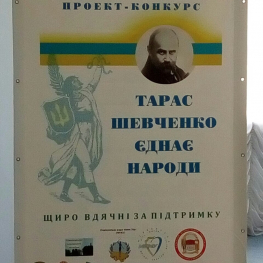 ПРОЕКТ-КОНКУРС
ТАРАС
ШЕВЧЕНКО
ЄДНАЄ
НАРОДИ
ЩИРО ВДЯЧНІ ЗА ПІДТРИМКУ